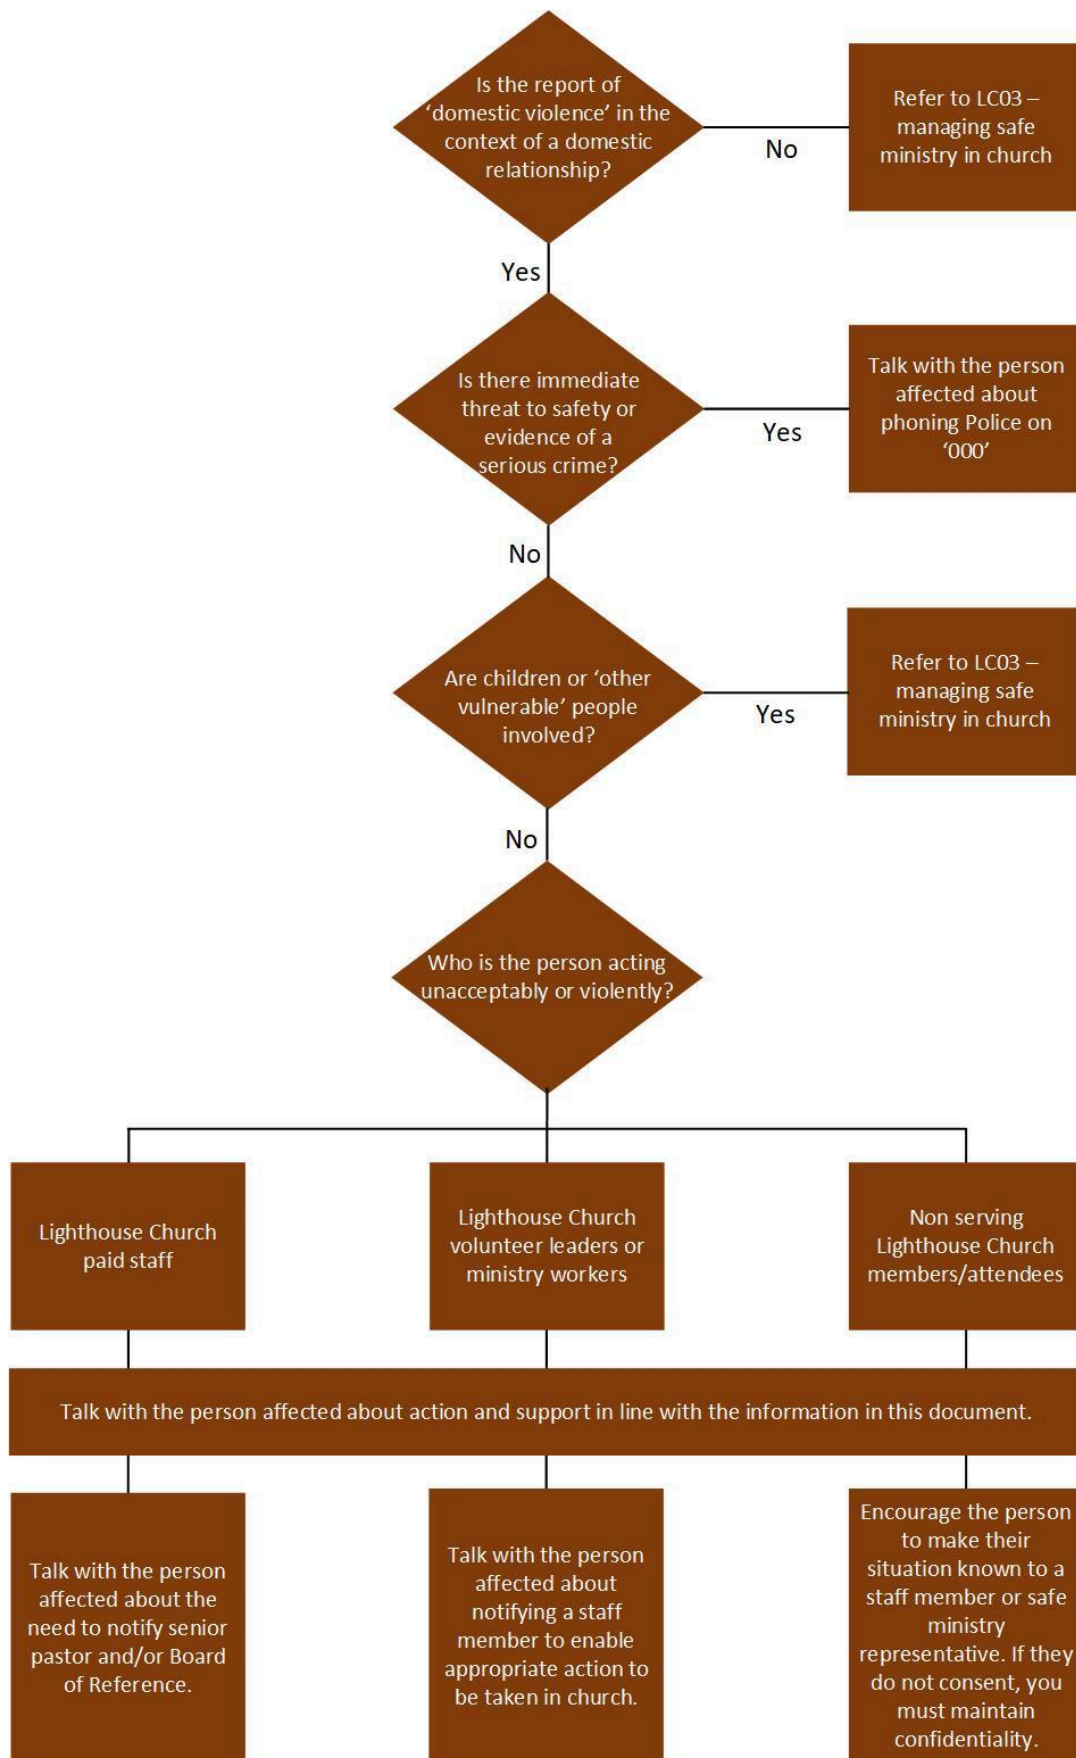 Is the report of
‘domestic violence’ in the
context of a domestic
relationship?
No
Refer to LC03 –
managing safe
ministry in church
Yes
Is there immediate
threat to safety or
evidence of a
serious crime?
Yes
Talk with the person
affected about
phoning Police on
‘000’
No
Are children or ‘other
vulnerable’ people
involved?
Yes
Refer to LC03 –
managing safe
ministry in church
No
Who is the person acting
unacceptably or violently?
Lighthouse Church
paid staff
Lighthouse Church
volunteer leaders or
ministry workers
Non serving
Lighthouse Church
members/attendees
Talk with the person affected about action and support in line with the information in this document.
Talk with the person
affected about the
need to notify senior
pastor and/or Board
of Reference.
Talk with the person
affected about
notifying a staff
member to enable
appropriate action to
be taken in church.
Encourage the person
to make their
situation known to a
staff member or safe
ministry
representative. If they
do not consent, you
must maintain
confidentiality.